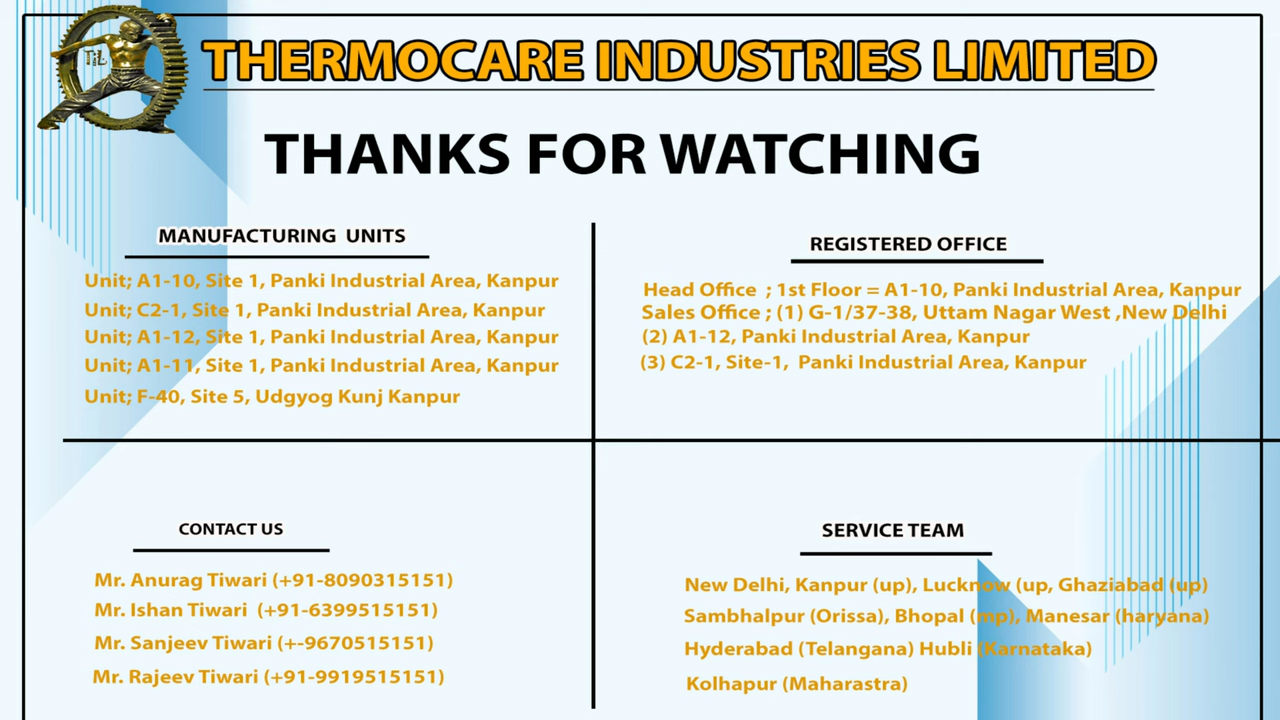 TIL
THERMOCARE INDUSTRIES LIMITED
THANKS FOR WATCHING
MANUFACTURING UNITS
Unit; A1-10, Site 1, Panki Industrial Area, Kanpur
Unit; C2-1, Site 1, Panki Industrial Area, Kanpur
Unit; A1-12, Site 1, Panki Industrial Area, Kanpur
Unit; A1-11, Site 1, Panki Industrial Area, Kanpur
Unit; F-40, Site 5, Udgyog Kunj Kanpur
REGISTERED OFFICE
Head Office ; 1st Floor = A1-10, Panki Industrial Area, Kanpur
Sales Office ; (1) G-1/37-38, Uttam Nagar West ,New Delhi
(2) A1-12, Panki Industrial Area, Kanpur
(3) C2-1, Site-1, Panki Industrial Area, Kanpur
CONTACT US
Mr. Anurag Tiwari (+91-8090315151)
Mr. Ishan Tiwari (+91-6399515151)
Mr. Sanjeev Tiwari (+-9670515151)
Mr. Rajeev Tiwari (+91-9919515151)
SERVICE TEAM
New Delhi, Kanpur (up), Lucknow (up, Ghaziabad (up)
Sambhalpur (Orissa), Bhopal (mp), Manesar (haryana)
Hyderabad (Telangana) Hubli (Karnataka)
Kolhapur (Maharastra)